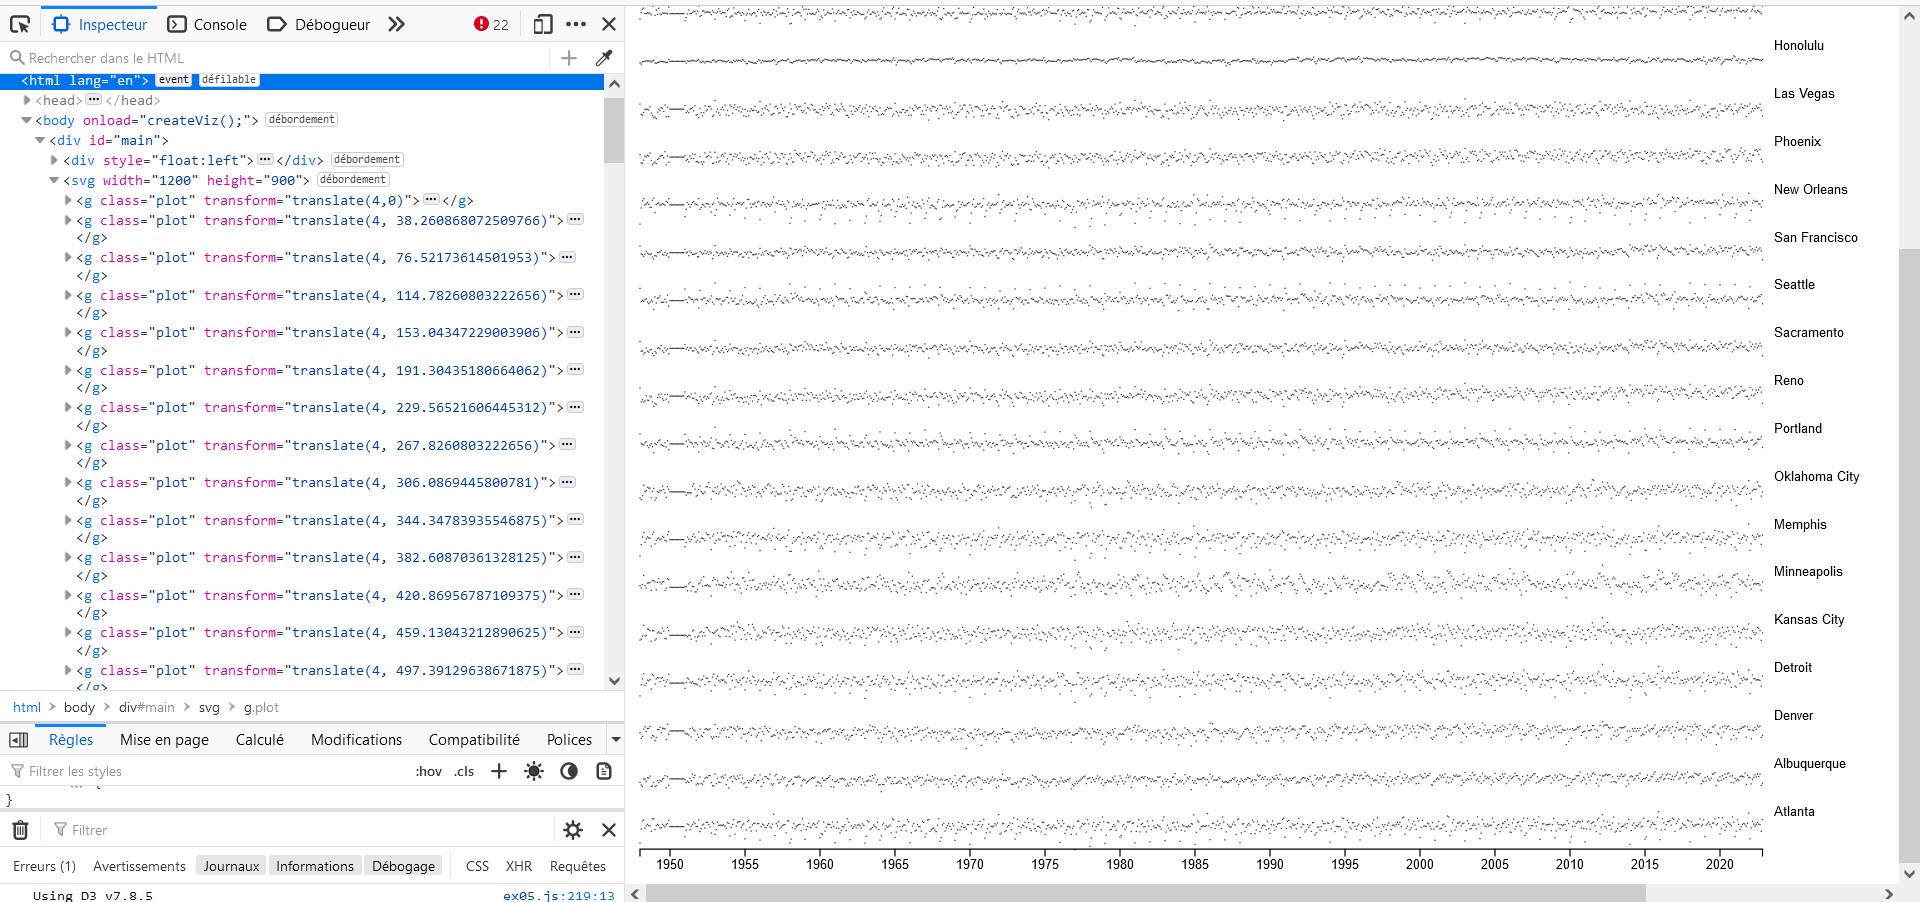 Inspecteur Console Débogueur 22
Rechercher dans le HTML
<html lang="en"> event défilable
<head> ••• </head>
<body onload="createViz();"> débordement
<div id="main">
<div style="float:left"> ••• </div> débordement
<svg width="1200" height="900"> débordement
<g class="plot" transform="translate(4,0)"> ••• </g>
<g class="plot" transform="translate(4, 38.260868072509766)"> •••
</g>
<g class="plot" transform="translate(4, 76.52173614501953)"> •••
</g>
<g class="plot" transform="translate(4, 114.78260803222656)"> •••
</g>
<g class="plot" transform="translate(4, 153.04347229003906)"> •••
</g>
<g class="plot" transform="translate(4, 191.30435180664062)"> •••
</g>
<g class="plot" transform="translate(4, 229.56521606445312)"> •••
</g>
<g class="plot" transform="translate(4, 267.8260803222656)"> •••
</g>
<g class="plot" transform="translate(4, 306.0869445800781)"> •••
</g>
<g class="plot" transform="translate(4, 344.34783935546875)"> •••
</g>
<g class="plot" transform="translate(4, 382.60870361328125)"> •••
</g>
<g class="plot" transform="translate(4, 420.86956787109375)"> •••
</g>
<g class="plot" transform="translate(4, 459.13043212890625)"> •••
</g>
<g class="plot" transform="translate(4, 497.39129638671875)"> •••
</g>
html > body > div#main > svg > g.plot
Règles Mise en page Calculé Modifications Compatibilité Polices
Filtrer les styles :hov .cls
}
Filtrer
Erreurs (1) Avertissements Journaux Informations Débogage CSS XHR Requêtes
Using D3 v7.8.5 ex05.js:219:13
Honolulu
Las Vegas
Phoenix
New Orleans
San Francisco
Seattle
Sacramento
Reno
Portland
Oklahoma City
Memphis
Minneapolis
Kansas City
Detroit
Denver
Albuquerque
Atlanta
1950 1955 1960 1965 1970 1975 1980 1985 1990 1995 2000 2005 2010 2015 2020